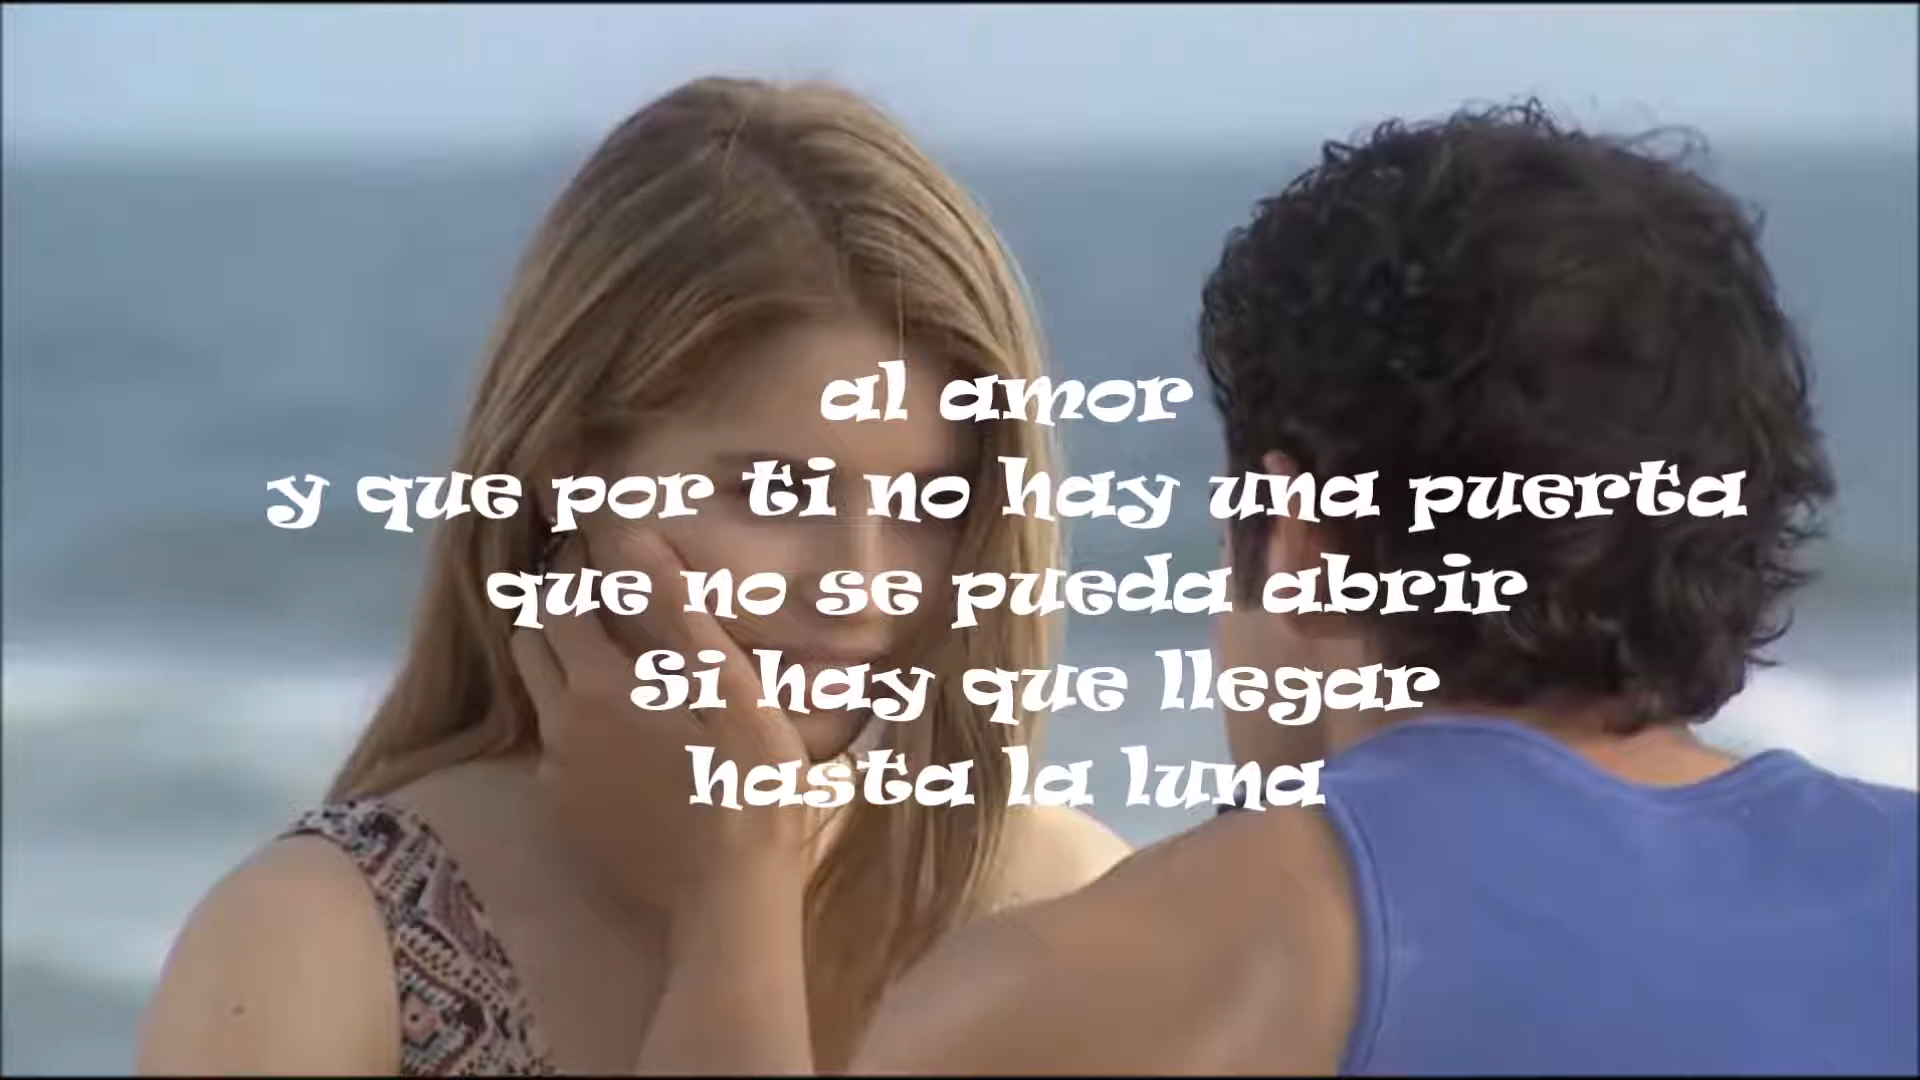 al amor
y que por ti no hay una puerta
que no se pueda abrir
Si hay que llegar
hasta la luna